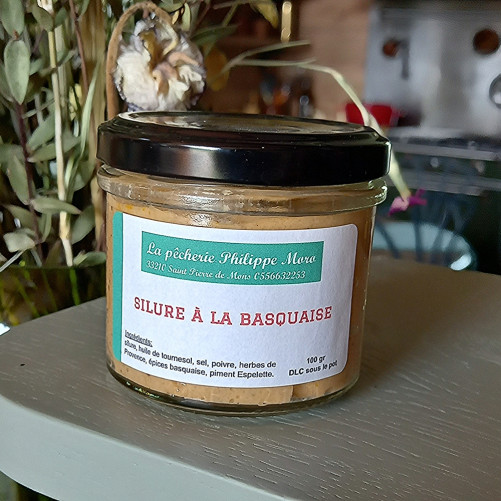 La pêcherie Philippe Moro
33210 Saint Pierre de Mons 0556632253
SILURE À LA BASQUAISE
Ingrédients:
silure, huile de tournesol, sel, poivre, herbes de
Provence, épices basquaise, piment Espelette.
100 gr
DLC sous le pot